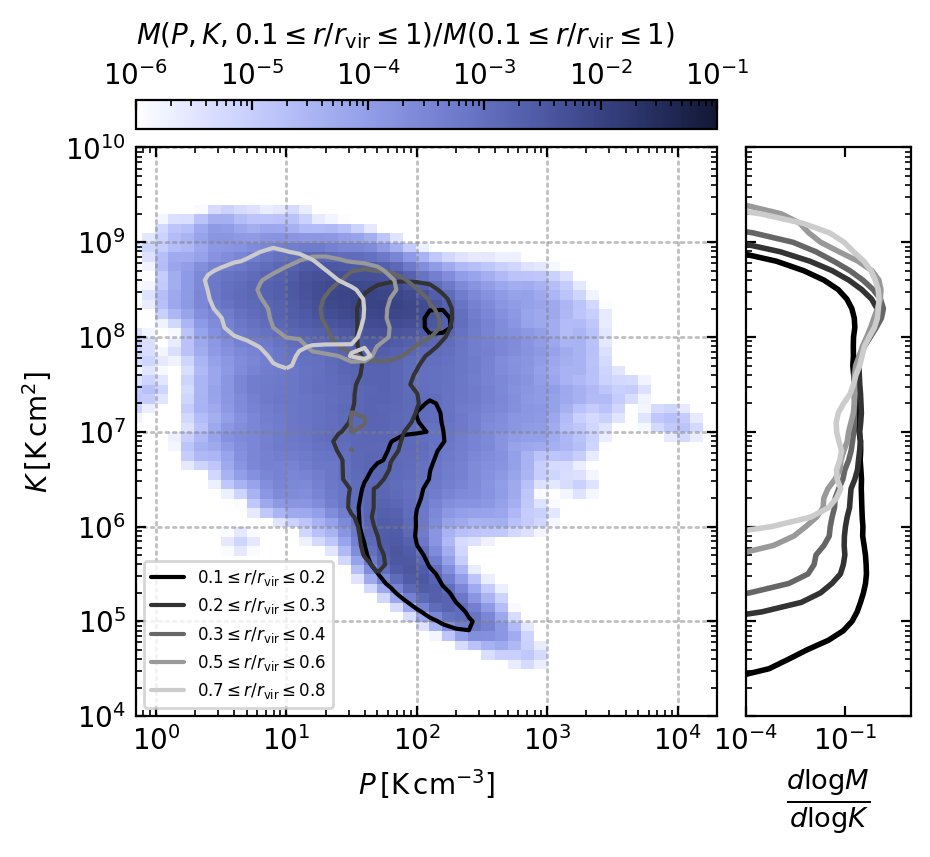 M(P, K, 0.1 ≤ r/r_vir ≤ 1)/M(0.1 ≤ r/r_vir ≤ 1)
10^-6 10^-5 10^-4 10^-3 10^-2 10^-1
10^10
10^9
10^8
10^7
10^6
10^5
10^4
K [K cm^2]
0.1 ≤ r/r_vir ≤ 0.2
0.2 ≤ r/r_vir ≤ 0.3
0.3 ≤ r/r_vir ≤ 0.4
0.5 ≤ r/r_vir ≤ 0.6
0.7 ≤ r/r_vir ≤ 0.8
10^0 10^1 10^2 10^3 10^4 10^-4 10^-1
P [K cm^-3]
dlogM
dlogK